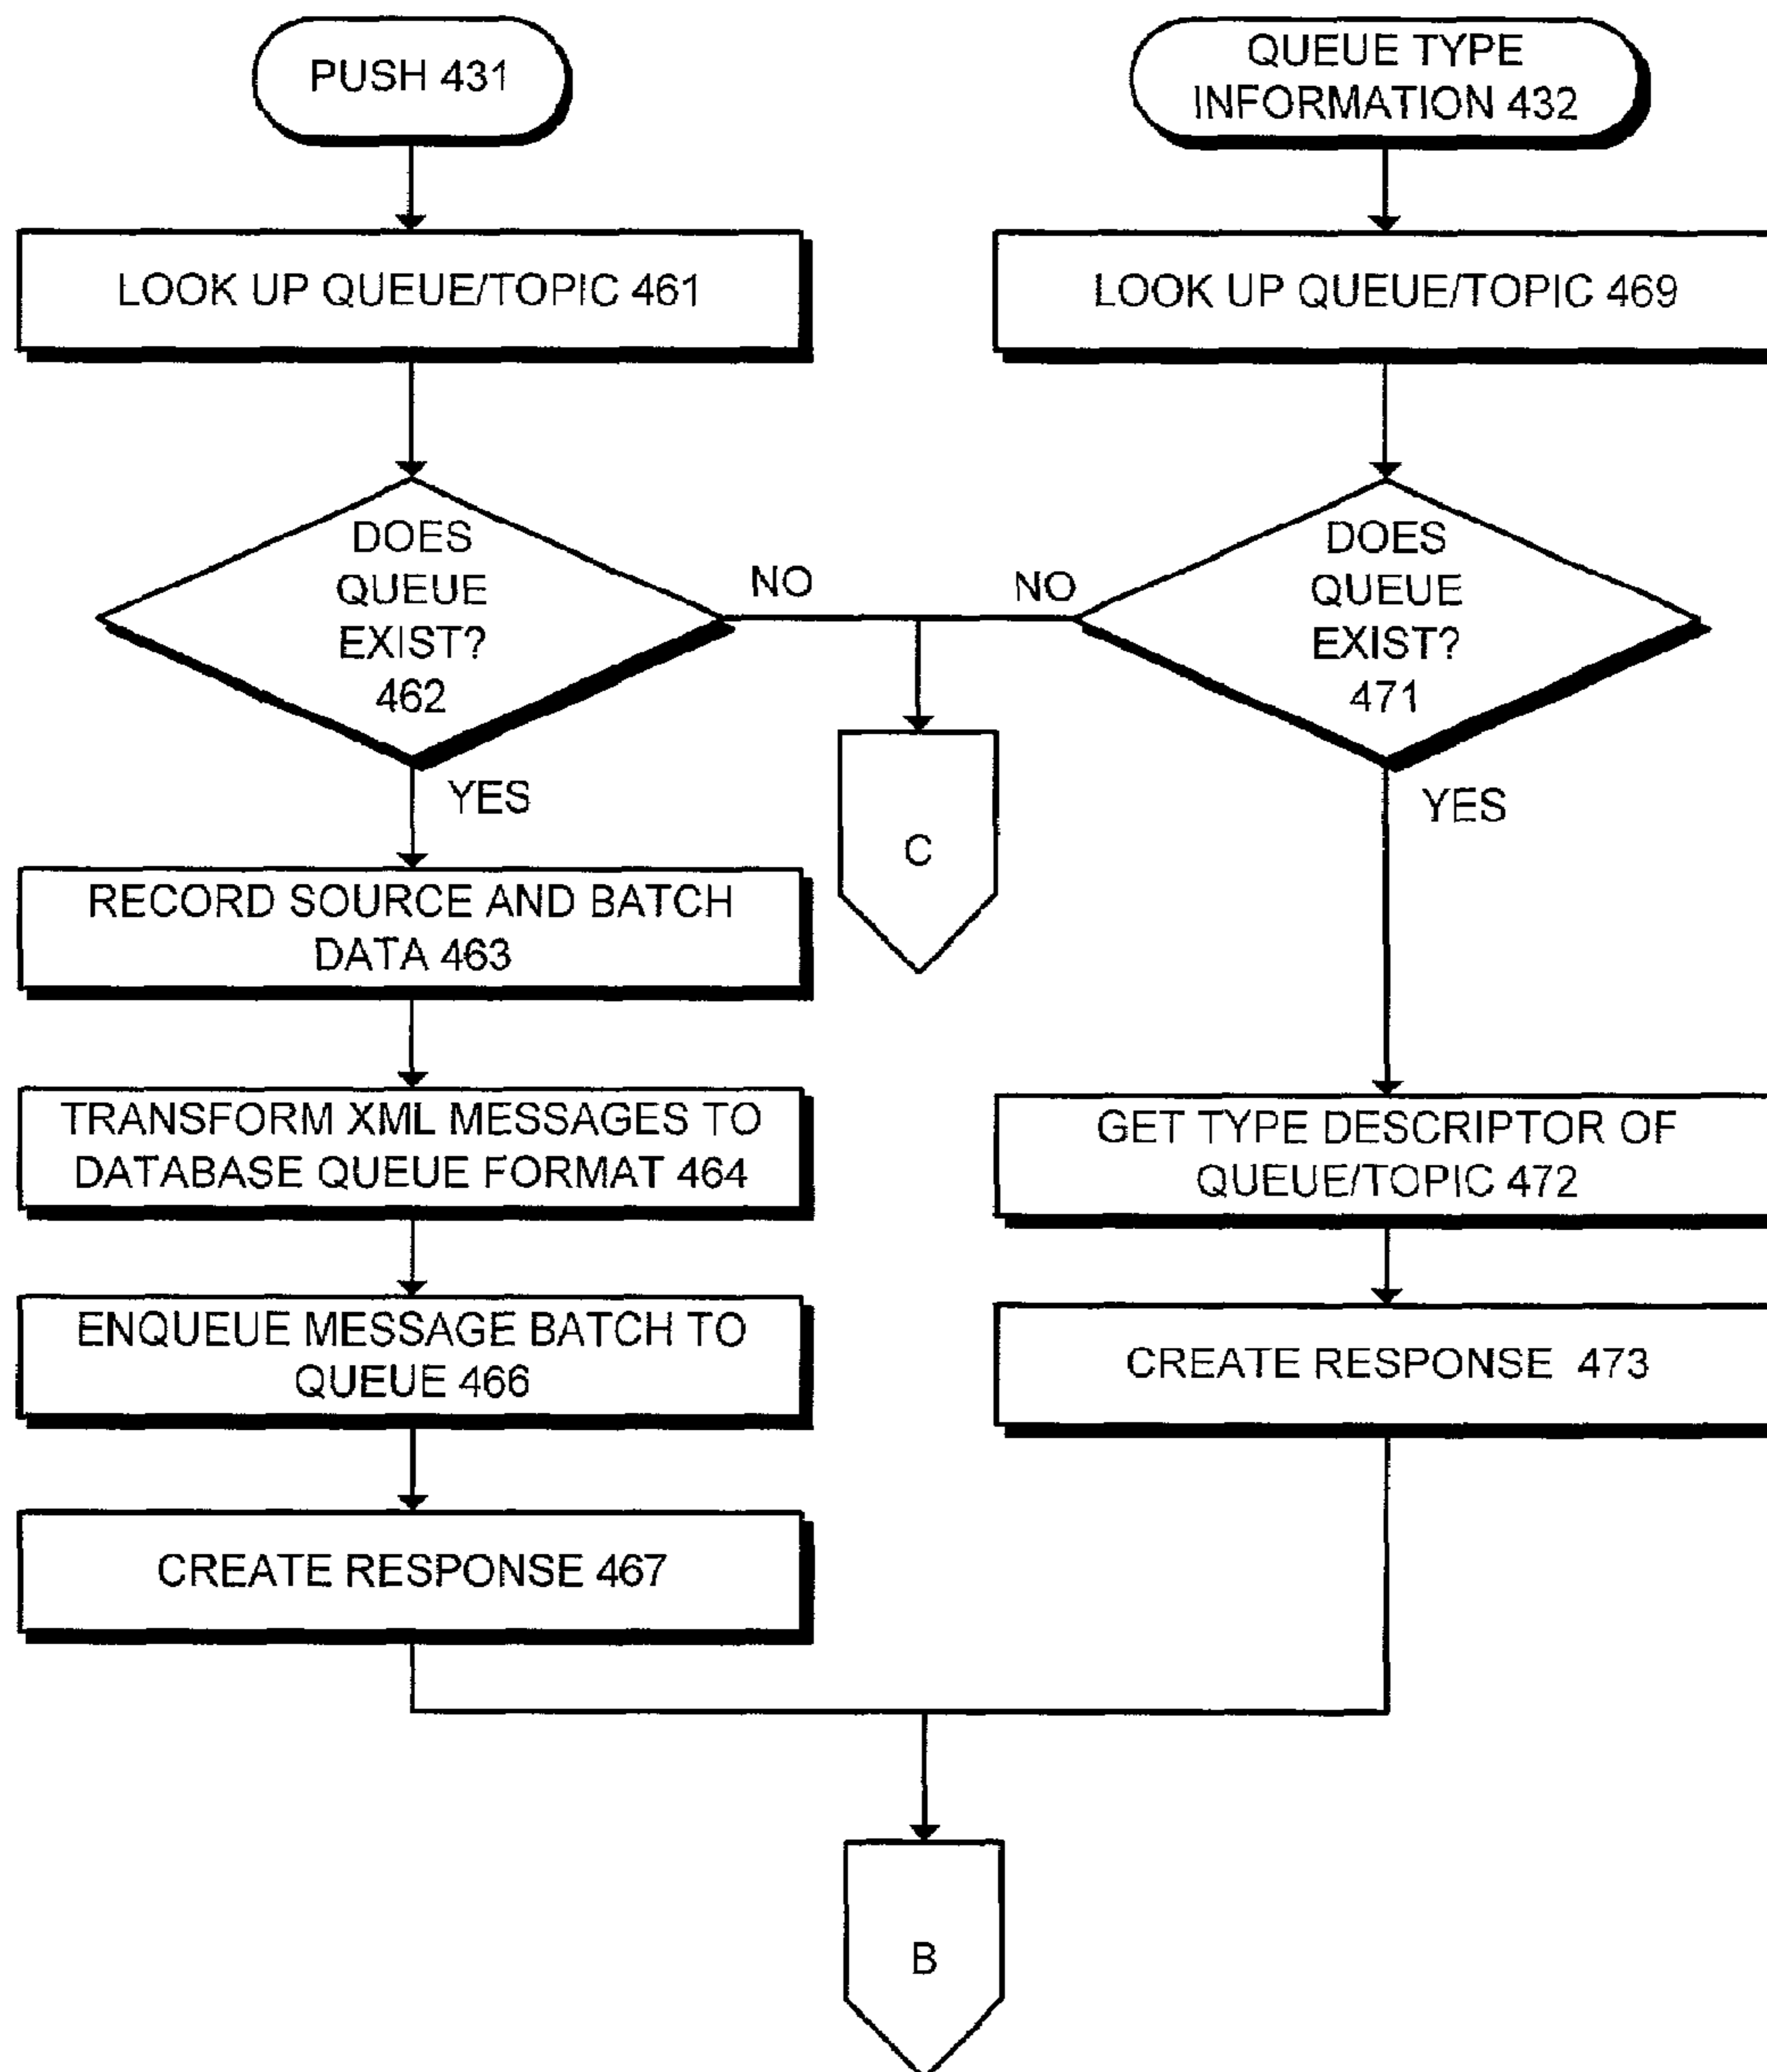 PUSH 431
QUEUE TYPE
INFORMATION 432
LOOK UP QUEUE/TOPIC 461
LOOK UP QUEUE/TOPIC 469
DOES
QUEUE
EXIST?
462
NO
NO
DOES
QUEUE
EXIST?
471
YES
YES
C
RECORD SOURCE AND BATCH
DATA 463
TRANSFORM XML MESSAGES TO
DATABASE QUEUE FORMAT 464
GET TYPE DESCRIPTOR OF
QUEUE/TOPIC 472
ENQUEUE MESSAGE BATCH TO
QUEUE 466
CREATE RESPONSE 473
CREATE RESPONSE 467
B